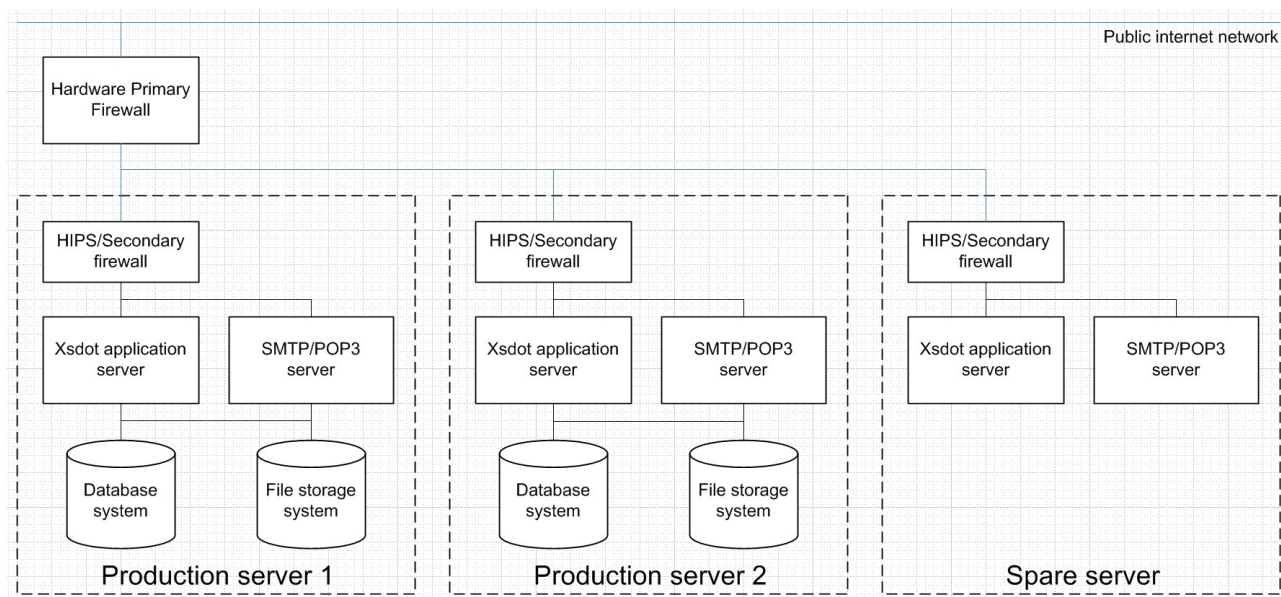 Public internet network
Hardware Primary
Firewall
HIPS/Secondary
firewall
Xsdot application
server
SMTP/POP3
server
Database
system
File storage
system
Production server 1
HIPS/Secondary
firewall
Xsdot application
server
SMTP/POP3
server
Database
system
File storage
system
Production server 2
HIPS/Secondary
firewall
Xsdot application
server
SMTP/POP3
server
Spare server